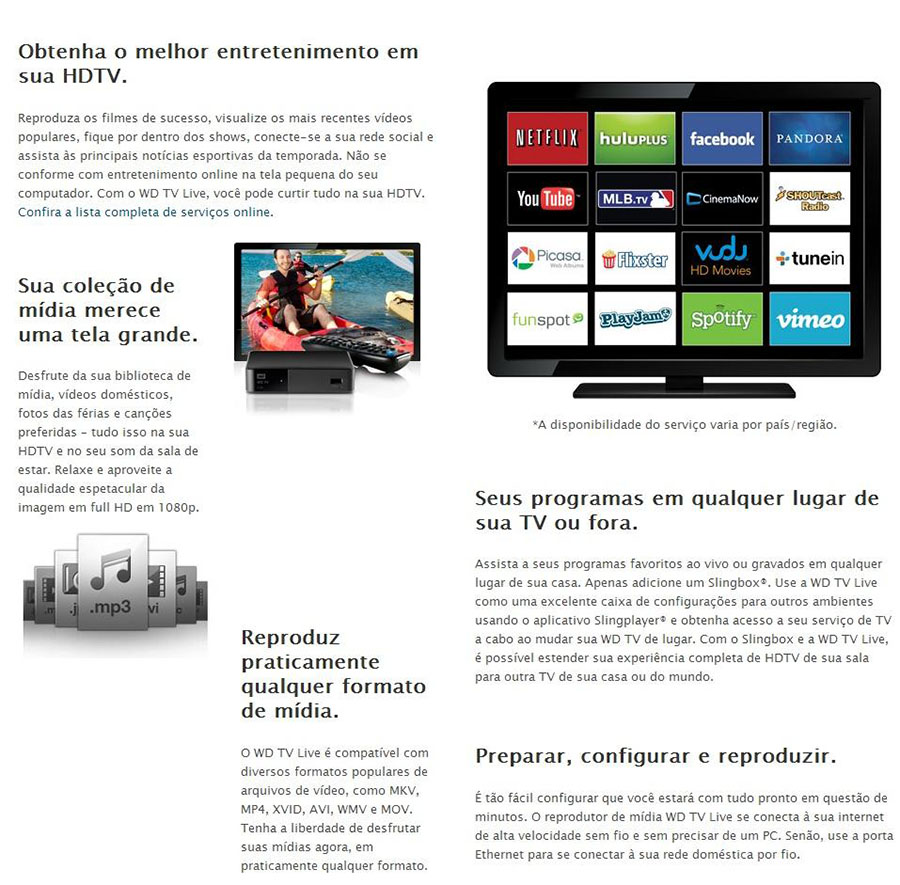 Obtenha o melhor entretenimento em
sua HDTV.
Reproduza os filmes de sucesso, visualize os mais recentes vídeos
populares, fique por dentro dos shows, conecte-se a sua rede social e
assista às principais notícias esportivas da temporada. Não se
conforme com entretenimento online na tela pequena do seu
computador. Com o WD TV Live, você pode curtir tudo na sua HDTV.
Confira a lista completa de serviços online.
Sua coleção de
mídia merece
uma tela grande.
Desfrute da sua biblioteca de
mídia, vídeos domésticos,
fotos das férias e canções
preferidas – tudo isso na sua
HDTV e no seu som da sala de
estar. Relaxe e aproveite a
qualidade espetacular da
imagem em full HD em 1080p.
.mp3
Reproduz
praticamente
qualquer formato
de mídia.
O WD TV Live é compatível com
diversos formatos populares de
arquivos de vídeo, como MKV,
MP4, XVID, AVI, WMV e MOV.
Tenha a liberdade de desfrutar
suas mídias agora, em
praticamente qualquer formato.
NETFLIX huluPLUS facebook PANDORA
YouTube MLB.TV CinemaNow SHOUTcast Radio
Picasa Web Albums Flixster vudu HD Movies tunein
funspot PlayJam Spotify vimeo
*A disponibilidade do serviço varia por país/região.
Seus programas em qualquer lugar de
sua TV ou fora.
Assista a seus programas favoritos ao vivo ou gravados em qualquer
lugar de sua casa. Apenas adicione um Slingbox®. Use a WD TV Live
como uma excelente caixa de configurações para outros ambientes
usando o aplicativo Slingplayer® e obtenha acesso a seu serviço de TV
a cabo ao mudar sua WD TV de lugar. Com o Slingbox e a WD TV Live,
é possível estender sua experiência completa de HDTV de sua sala
para outra TV de sua casa ou do mundo.
Preparar, configurar e reproduzir.
É tão fácil configurar que você estará com tudo pronto em questão de
minutos. O reprodutor de mídia WD TV Live se conecta à sua internet
de alta velocidade sem fio e sem precisar de um PC. Senão, use a porta
Ethernet para se conectar à sua rede doméstica por fio.